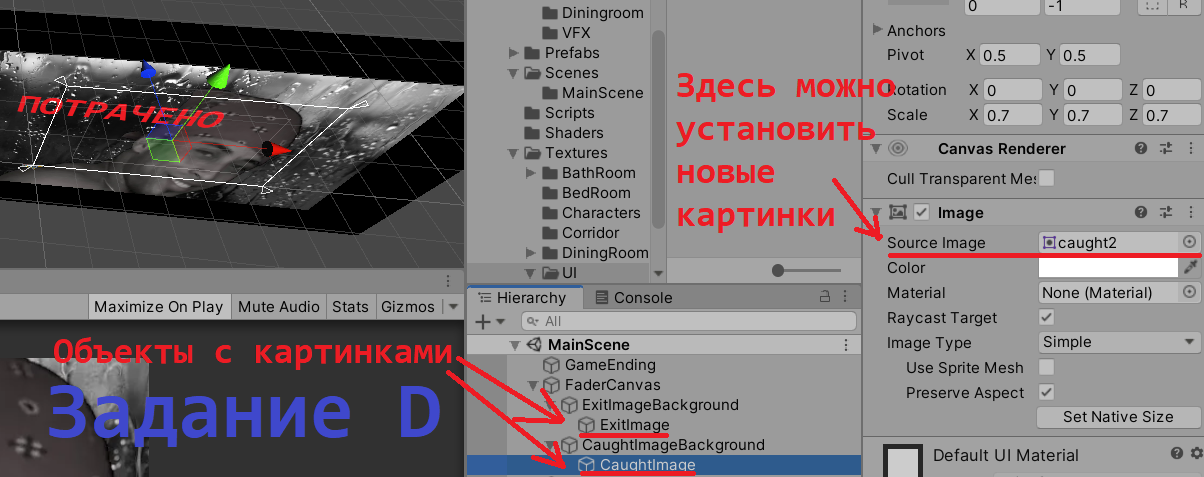 ПОТРАЧЕНО
Maximize On Play
Mute Audio
Stats
Gizmos
Объекты с картинками
Задание D
Diningroom
VFX
Prefabs
Scenes
MainScene
Scripts
Shaders
Textures
BathRoom
BedRoom
Characters
Corridor
DiningRoom
UI
Здесь можно
установить
новые
картинки
Hierarchy
Console
All
MainScene
GameEnding
FaderCanvas
ExitImageBackground
ExitImage
CaughtImageBackground
CaughtImage
0 -1
R
Anchors
Pivot X 0.5 Y 0.5
Rotation X 0 Y 0 Z 0
Scale X 0.7 Y 0.7 Z 0.7
Canvas Renderer
Cull Transparent Mes
Image
Source Image caught2
Color
Material None (Material)
Raycast Target
Image Type Simple
Use Sprite Mesh
Preserve Aspect
Set Native Size
Default UI Material